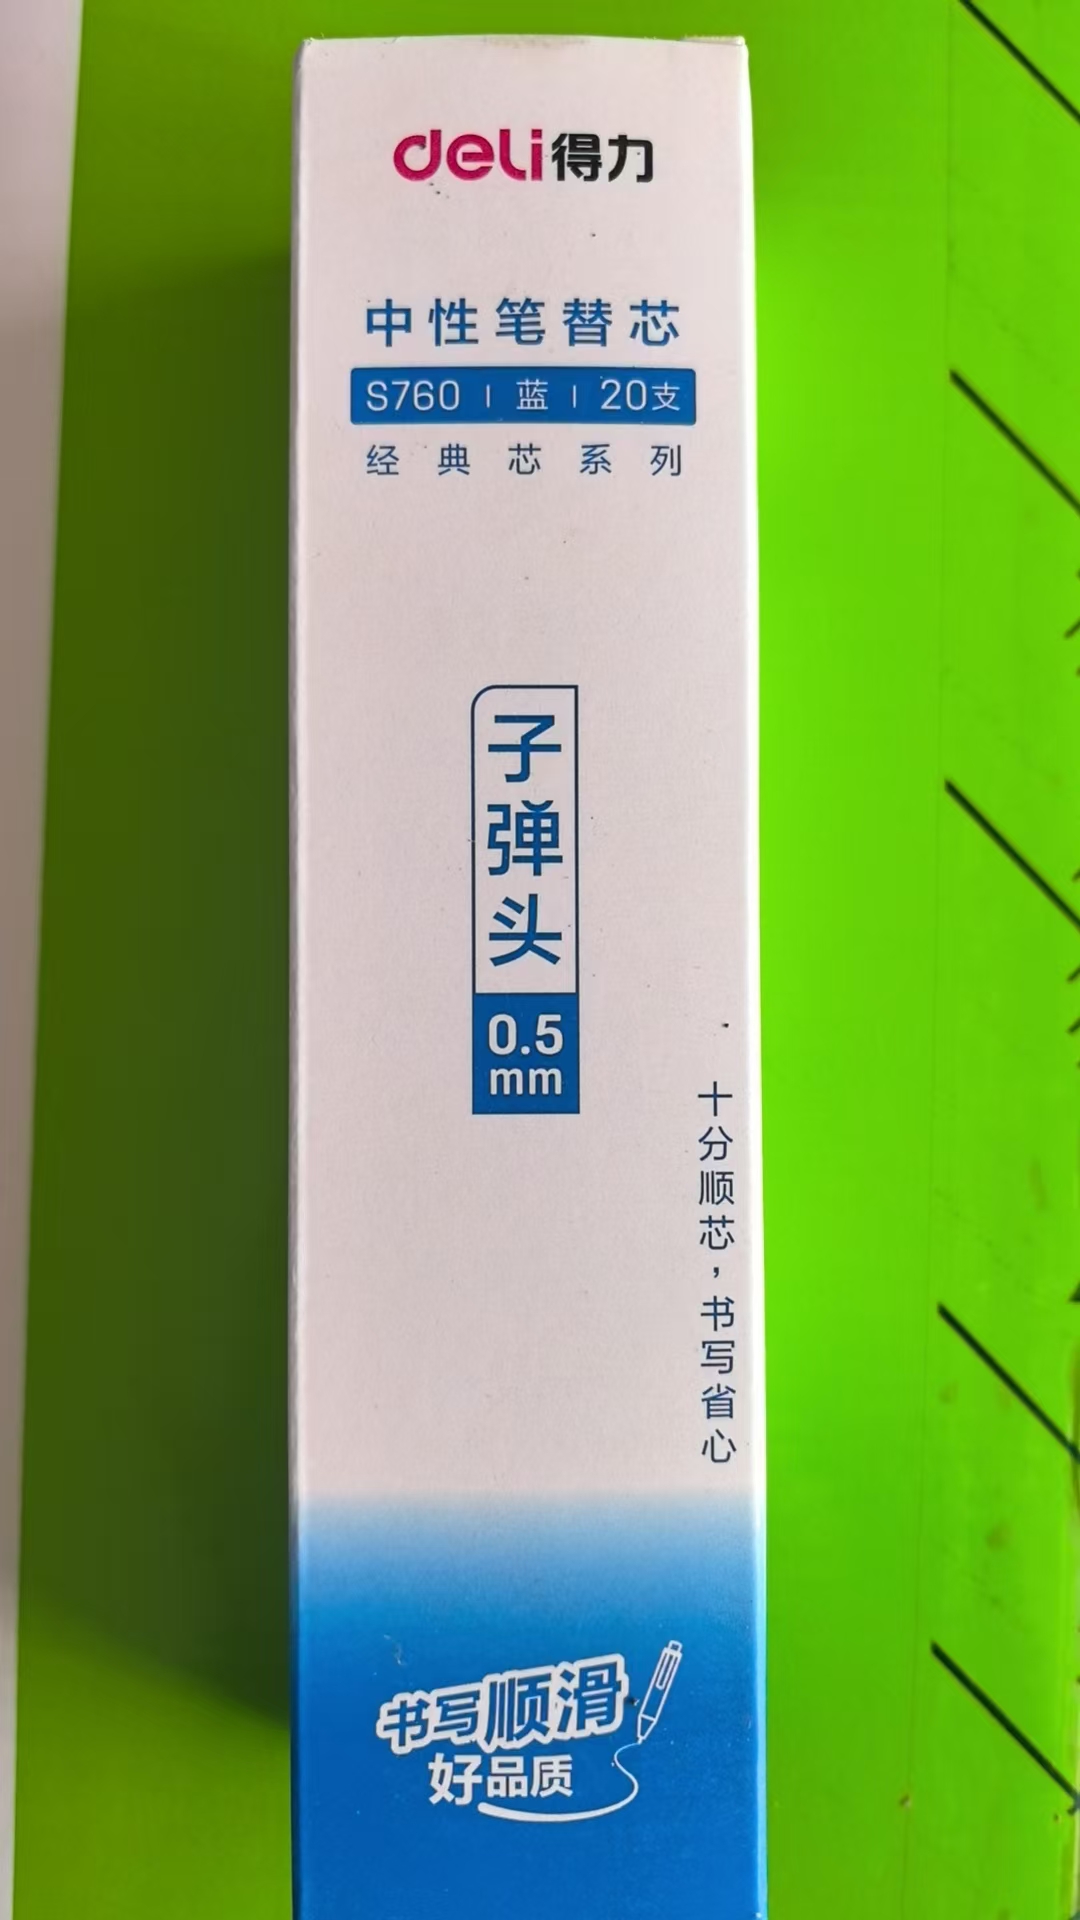 deli得力
中性笔替芯
S760 | 蓝 | 20支
经典芯系列
子弹头
0.5
mm
十分顺芯，书写省心
书写顺滑
好品质